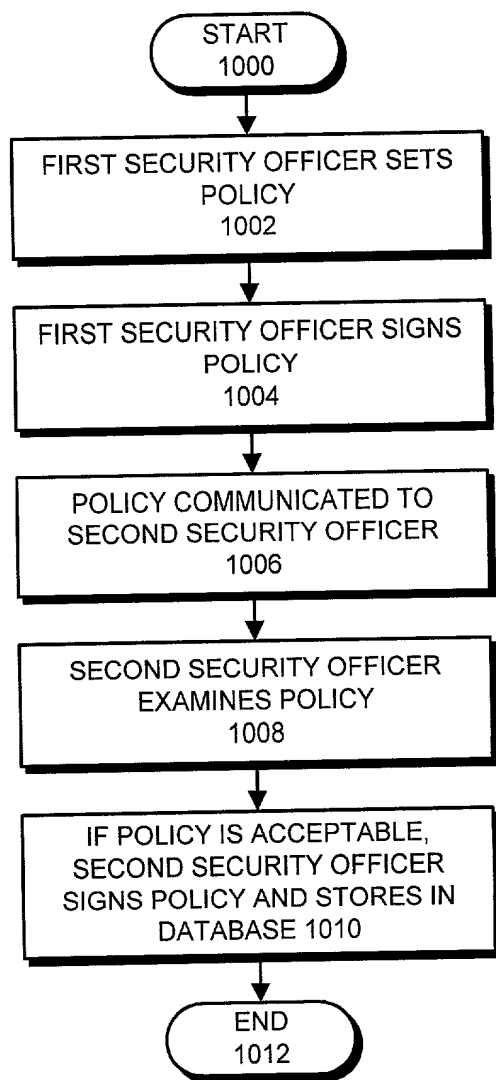 START
1000
FIRST SECURITY OFFICER SETS
POLICY
1002
FIRST SECURITY OFFICER SIGNS
POLICY
1004
POLICY COMMUNICATED TO
SECOND SECURITY OFFICER
1006
SECOND SECURITY OFFICER
EXAMINES POLICY
1008
IF POLICY IS ACCEPTABLE,
SECOND SECURITY OFFICER
SIGNS POLICY AND STORES IN
DATABASE 1010
END
1012